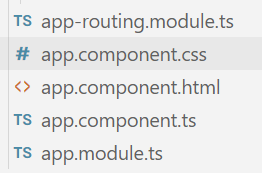 TS app-routing.module.ts
# app.component.css
<> app.component.html
TS app.component.ts
TS app.module.ts